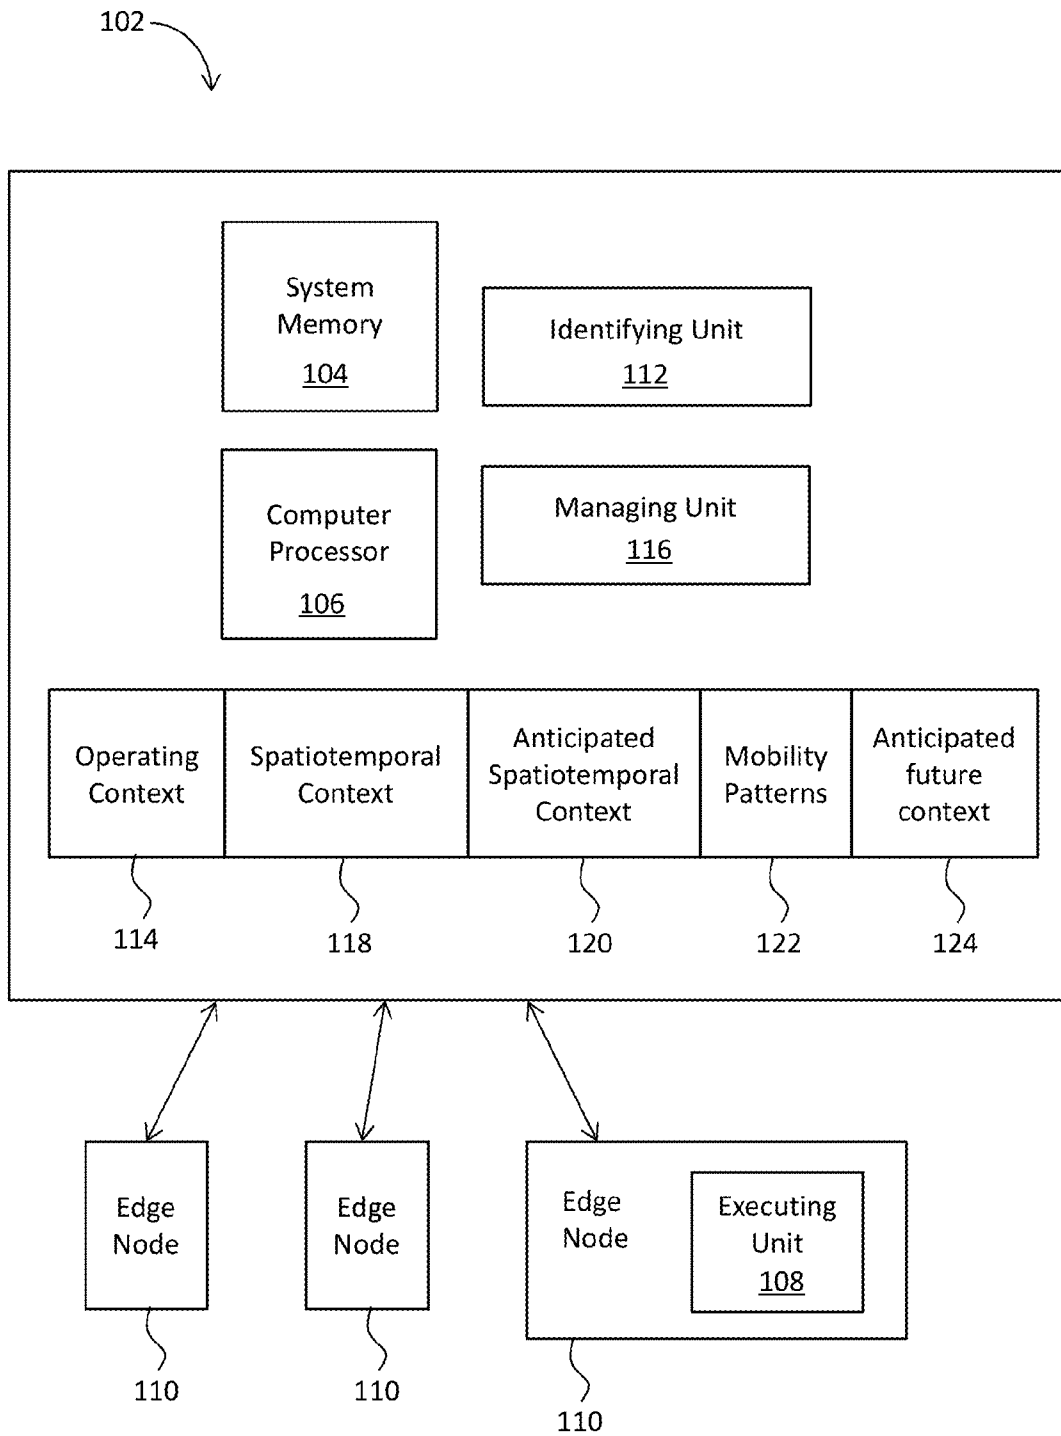 102
System
Memory
104
Identifying Unit
112
Computer
Processor
106
Managing Unit
116
Operating
Context
Spatiotemporal
Context
Anticipated
Spatiotemporal
Context
Mobility
Patterns
Anticipated
future
context
114
118
120
122
124
Edge
Node
Edge
Node
Edge
Node
Executing
Unit
108
110
110
110